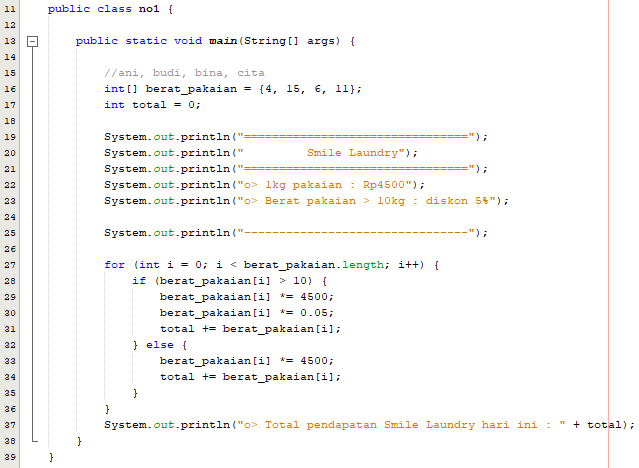 11 public class no1 {
12
13 public static void main(String[] args) {
14
15 //ani, budi, bina, cita
16 int[] berat_pakaian = {4, 15, 6, 11};
17 int total = 0;
18
19 System.out.println("================================");
20 System.out.println("          Smile Laundry");
21 System.out.println("================================");
22 System.out.println("o> 1kg pakaian : Rp4500");
23 System.out.println("o> Berat pakaian > 10kg : diskon 5%");
24
25 System.out.println("--------------------------------");
26
27 for (int i = 0; i < berat_pakaian.length; i++) {
28 if (berat_pakaian[i] > 10) {
29 berat_pakaian[i] *= 4500;
30 berat_pakaian[i] *= 0.05;
31 total += berat_pakaian[i];
32 } else {
33 berat_pakaian[i] *= 4500;
34 total += berat_pakaian[i];
35 }
36 }
37 System.out.println("o> Total pendapatan Smile Laundry hari ini : " + total);
38 }
39 }